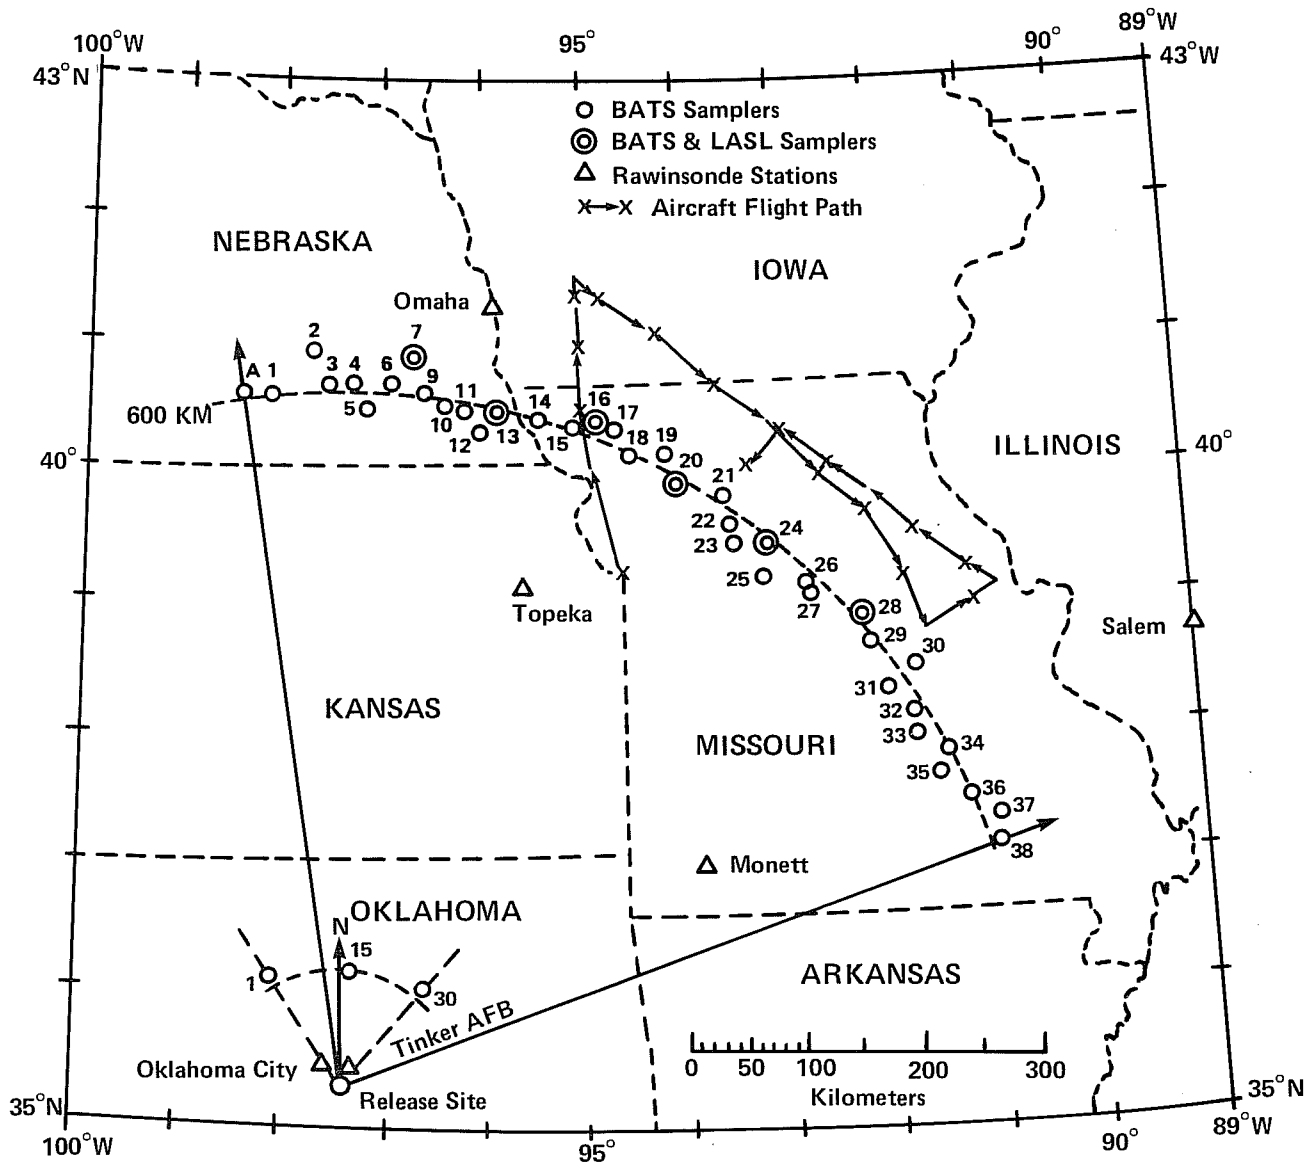 100°W
95°
90°
89°W
43°N
43°W
BATS Samplers
BATS & LASL Samplers
Rawinsonde Stations
X→X Aircraft Flight Path
NEBRASKA
IOWA
Omaha
2
7
A 1
3 4
6
9
11
5
10
12
13
14
15
16
17
18
19
20
600 KM
ILLINOIS
40°
40°
21
22
23
24
25
26
27
28
29
30
31
32
33
34
35
36
37
38
Topeka
Salem
KANSAS
MISSOURI
Monett
OKLAHOMA
N
15
1
30
ARKANSAS
Tinker AFB
Oklahoma City
Release Site
0 50 100 200 300
Kilometers
35°N
35°N
100°W
95°
90°
89°W